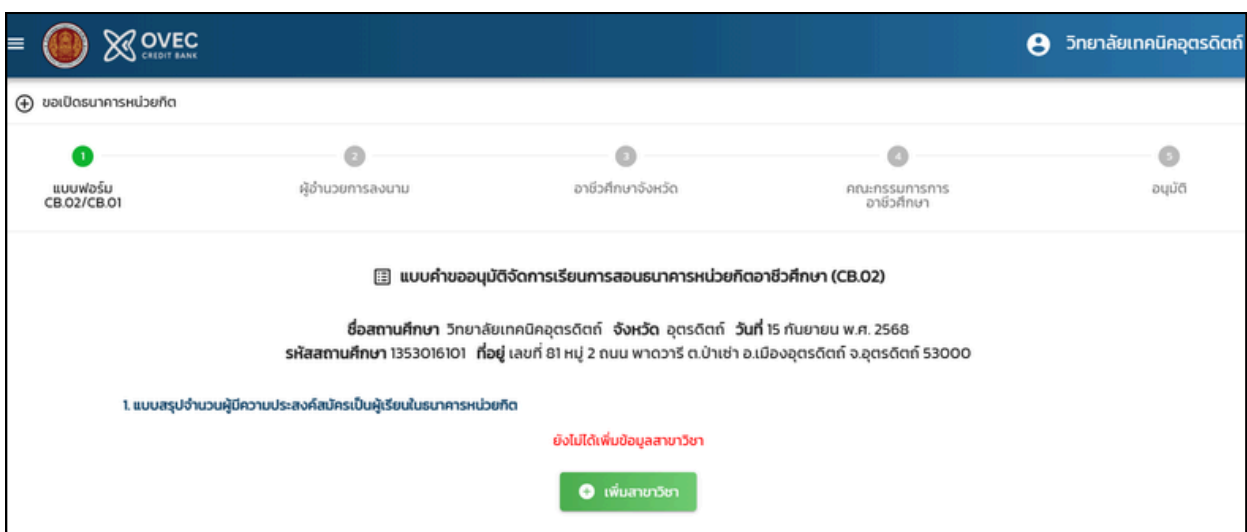 OVEC
CREDIT BANK
วิทยาลัยเทคนิคอุตรดิตถ์
ขอเปิดธนาคารหน่วยกิต
1
2
3
4
5
แบบฟอร์ม
CB.02/CB.01
ผู้อำนวยการลงนาม
อาชีวศึกษาจังหวัด
คณะกรรมการการ
อาชีวศึกษา
อนุมัติ
แบบคำขออนุมัติจัดการเรียนการสอนธนาคารหน่วยกิตอาชีวศึกษา (CB.02)
ชื่อสถานศึกษา วิทยาลัยเทคนิคอุตรดิตถ์ จังหวัด อุตรดิตถ์ วันที่ 15 กันยายน พ.ศ. 2568
รหัสสถานศึกษา 1353016101 ที่อยู่ เลขที่ 81 หมู่ 2 ถนน พาดวารี ต.ป่าเซ่า อ.เมืองอุตรดิตถ์ จ.อุตรดิตถ์ 53000
1. แบบสรุปจำนวนผู้มีความประสงค์สมัครเป็นผู้เรียนในธนาคารหน่วยกิต
ยังไม่ได้เพิ่มข้อมูลสาขาวิชา
เพิ่มสาขาวิชา